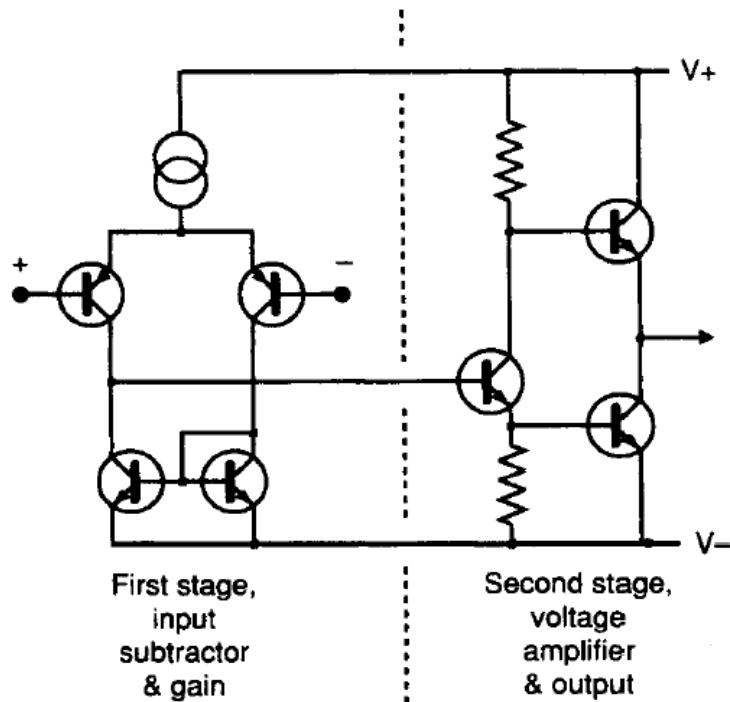 V+
+
−
V−
First stage,
input
subtractor
& gain
Second stage,
voltage
amplifier
& output